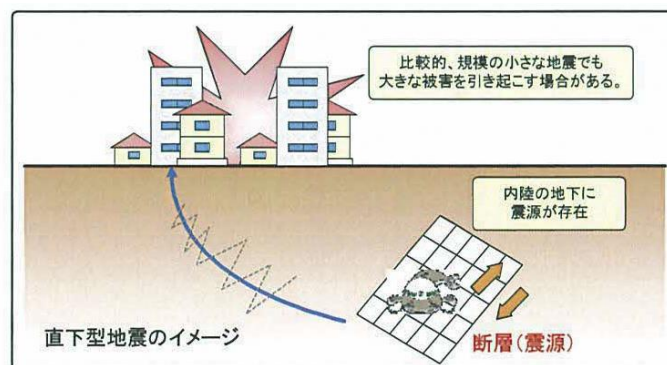 比較的、規模の小さな地震でも
大きな被害を引き起こす場合がある。
内陸の地下に
震源が存在
直下型地震のイメージ
断層(震源)